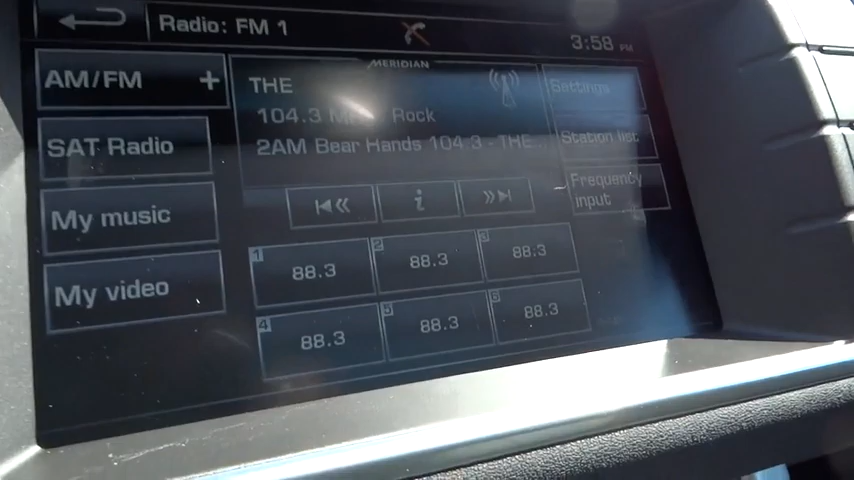 Radio: FM 1
3:58 PM
MERIDIAN
AM/FM +
SAT Radio
My music
My video
THE
104.3 MHz Rock
2AM Bear Hands 104.3 - THE...
i
1 88.3
2 88.3
3 88.3
4 88.3
5 88.3
6 88.3
Settings
Station list
Frequency
input